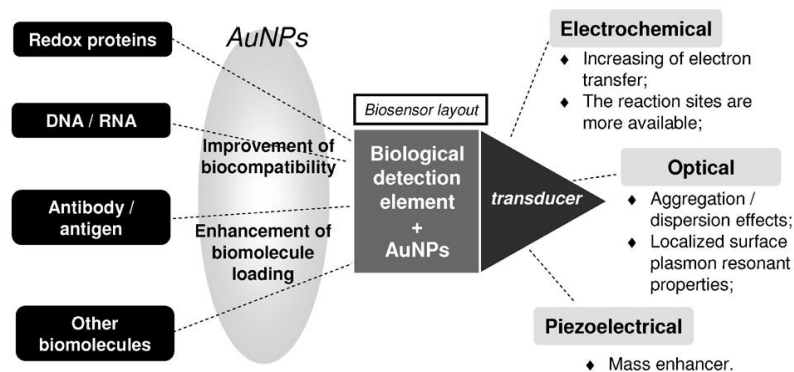 Redox proteins
DNA / RNA
Antibody /
antigen
Other
biomolecules
AuNPs
Improvement of
biocompatibility
Enhancement of
biomolecule
loading
Biosensor layout
Biological
detection
element
+
AuNPs
transducer
Electrochemical
♦ Increasing of electron
transfer;
♦ The reaction sites are
more available;
Optical
♦ Aggregation /
dispersion effects;
♦ Localized surface
plasmon resonant
properties;
Piezoelectrical
♦ Mass enhancer.